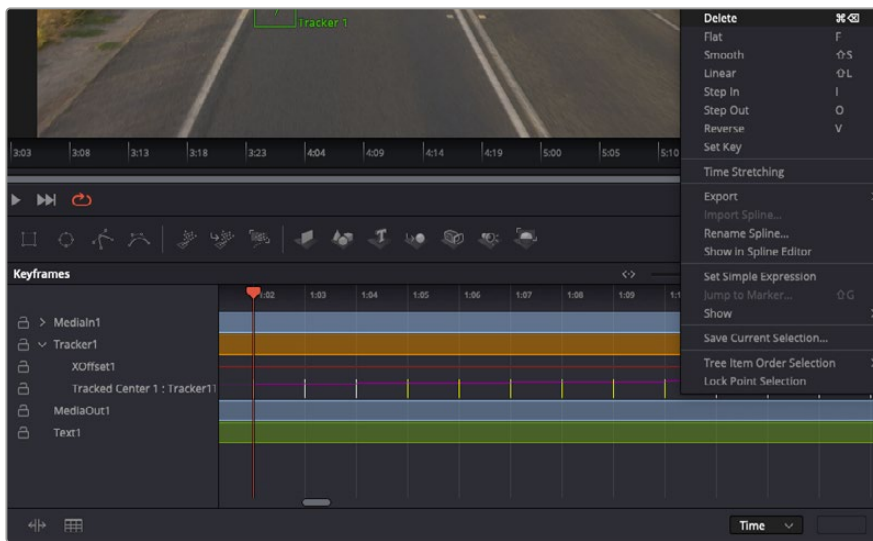 Tracker 1
Delete ⌘⌫
Flat F
Smooth ⇧S
Linear ⇧L
Step In I
Step Out O
Reverse V
Set Key
Time Stretching
Export
Import Spline...
Rename Spline...
Show in Spline Editor
Set Simple Expression
Jump to Marker... ⇧G
Show
Save Current Selection...
Tree Item Order Selection
Lock Point Selection
3:03 3:08 3:13 3:18 3:23 4:04 4:09 4:14 4:19 5:00 5:05 5:10
T
Keyframes
1:02 1:03 1:04 1:05 1:06 1:07 1:08 1:09
MediaIn1
Tracker1
XOffset1
Tracked Center 1 : Tracker11
MediaOut1
Text1
Time